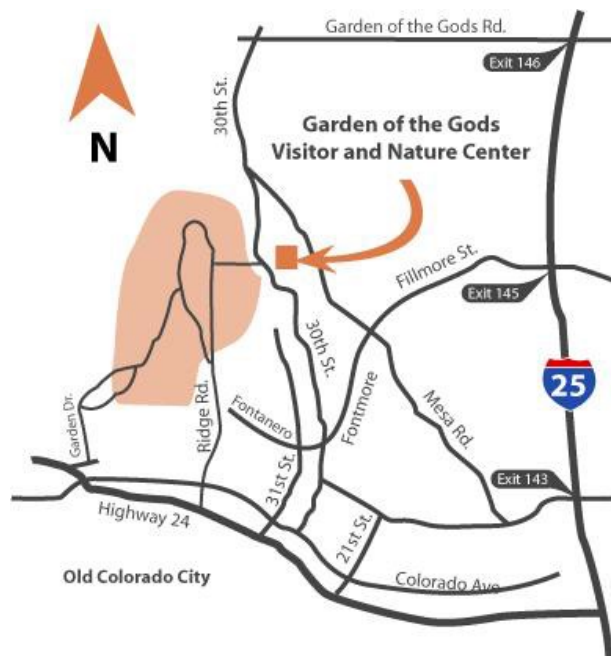 Garden of the Gods Rd.
Exit 146
30th St.
Garden of the Gods
Visitor and Nature Center
N
Fillmore St.
Exit 145
30th St.
25
Fontanero
Fontmore
Mesa Rd.
Garden Dr.
Ridge Rd.
31st St.
Exit 143
Highway 24
21st St.
Old Colorado City
Colorado Ave